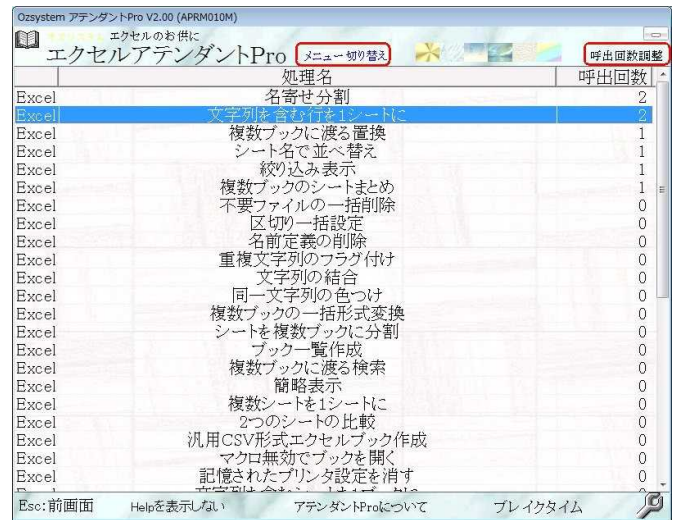 Ozsystem アテンダントPro V2.00 (APRM010M)
エクセルのお供に
エクセルアテンダントPro メニュー切り替え 呼出回数調整
処理名 呼出回数
Excel 名寄せ分割 2
Excel 文字列を含む行を1シートに 2
Excel 複数ブックに渡る置換 1
Excel シート名で並べ替え 1
Excel 絞り込み表示 1
Excel 複数ブックのシートまとめ 1
Excel 不要ファイルの一括削除 0
Excel 区切り一括設定 0
Excel 名前定義の削除 0
Excel 重複文字列のフラグ付け 0
Excel 文字列の結合 0
Excel 同一文字列の色つけ 0
Excel 複数ブックの一括形式変換 0
Excel シートを複数ブックに分割 0
Excel ブック一覧作成 0
Excel 複数ブックに渡る検索 0
Excel 簡略表示 0
Excel 複数シートを1シートに 0
Excel 2つのシートの比較 0
Excel 汎用CSV形式エクセルブック作成 0
Excel マクロ無効でブックを開く 0
Excel 記憶されたプリンタ設定を消す 0
Esc:前画面 Helpを表示しない アテンダントProについて ブレイクタイム